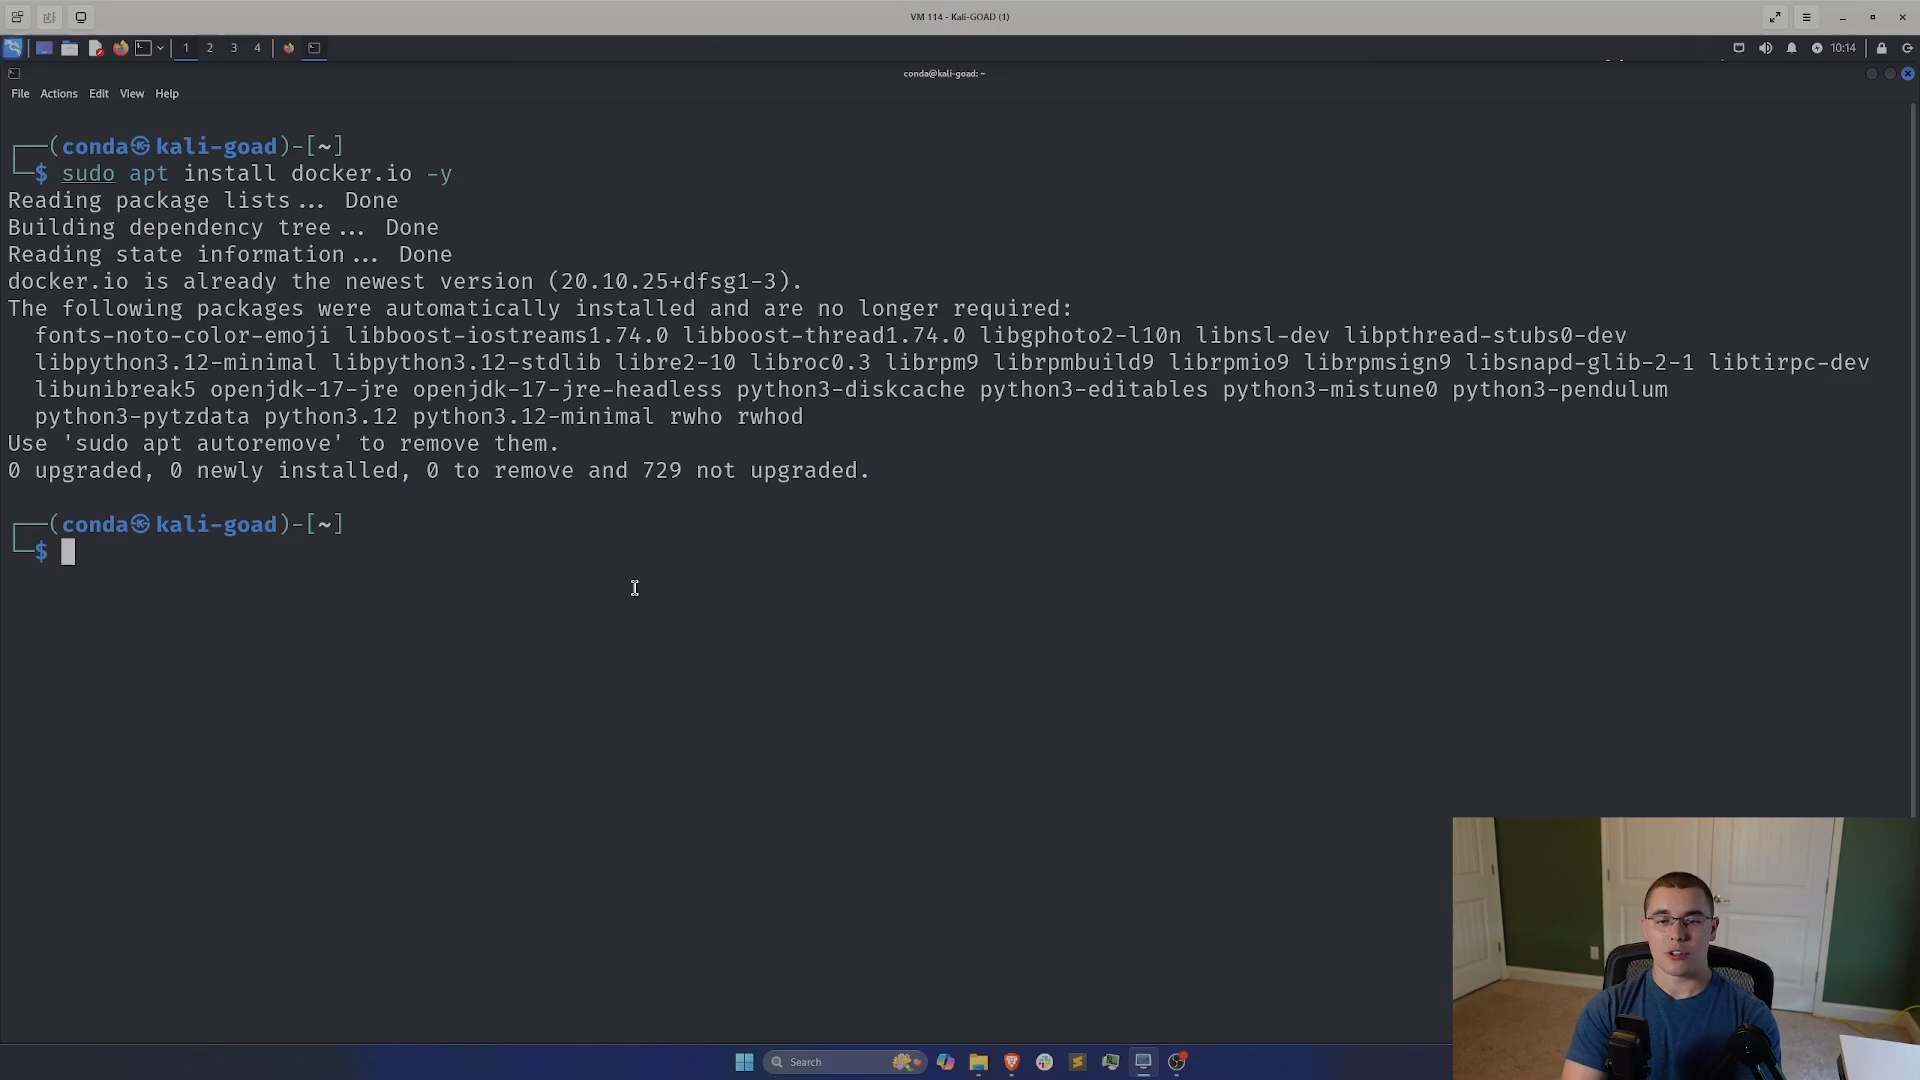 VM 114 - Kali-GOAD (1)
1 2 3 4
10:14
conda@kali-goad: ~
File Actions Edit View Help
(conda㉿kali-goad)-[~]
$ sudo apt install docker.io -y
Reading package lists... Done
Building dependency tree... Done
Reading state information... Done
docker.io is already the newest version (20.10.25+dfsg1-3).
The following packages were automatically installed and are no longer required:
fonts-noto-color-emoji libboost-iostreams1.74.0 libboost-thread1.74.0 libgphoto2-l10n libnsl-dev libpthread-stubs0-dev
libpython3.12-minimal libpython3.12-stdlib libre2-10 libroc0.3 librpm9 librpmbuild9 librpmio9 librpmsign9 libsnapd-glib-2-1 libtirpc-dev
libunibreak5 openjdk-17-jre openjdk-17-jre-headless python3-diskcache python3-editables python3-mistune0 python3-pendulum
python3-pytzdata python3.12 python3.12-minimal rwho rwhod
Use 'sudo apt autoremove' to remove them.
0 upgraded, 0 newly installed, 0 to remove and 729 not upgraded.
(conda㉿kali-goad)-[~]
$
Search